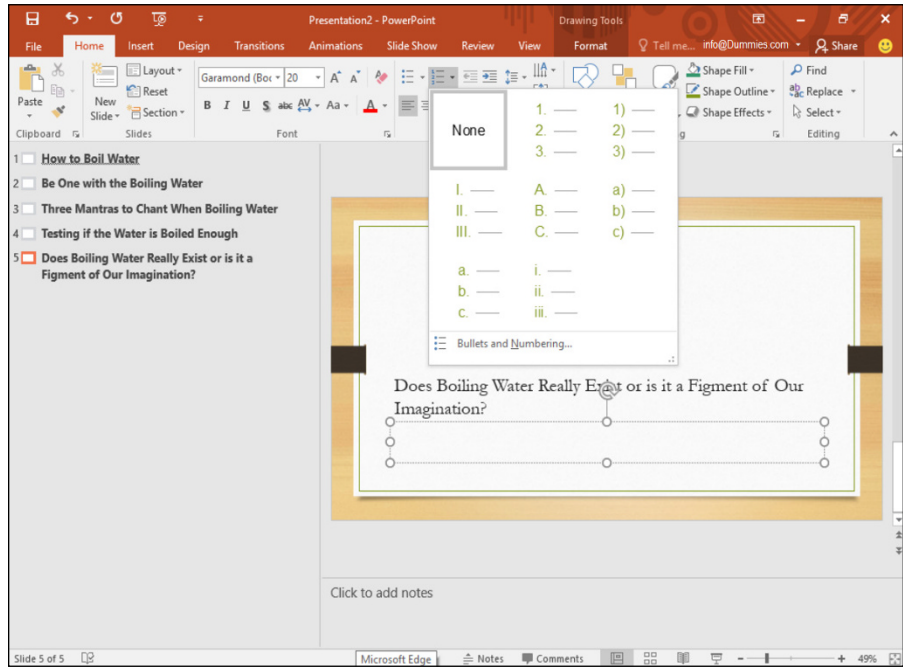 Presentation2 - PowerPoint
Drawing Tools
File Home Insert Design Transitions Animations Slide Show Review View Format Tell me... info@Dummies.com Share
Paste
New
Slide
Layout
Reset
Section
Garamond (Boc 20 A A
B I U S abc AV Aa A
Shape Fill
Shape Outline
Shape Effects
Find
Replace
Select
Clipboard Slides Font g Editing
None
1.
2.
3.
1)
2)
3)
I.
II.
III.
A.
B.
C.
a)
b)
c)
a.
b.
c.
i.
ii.
iii.
Bullets and Numbering...
1 How to Boil Water
2 Be One with the Boiling Water
3 Three Mantras to Chant When Boiling Water
4 Testing if the Water is Boiled Enough
5 Does Boiling Water Really Exist or is it a
Figment of Our Imagination?
Does Boiling Water Really Exist or is it a Figment of Our
Imagination?
Click to add notes
Slide 5 of 5 Microsoft Edge Notes Comments 49%